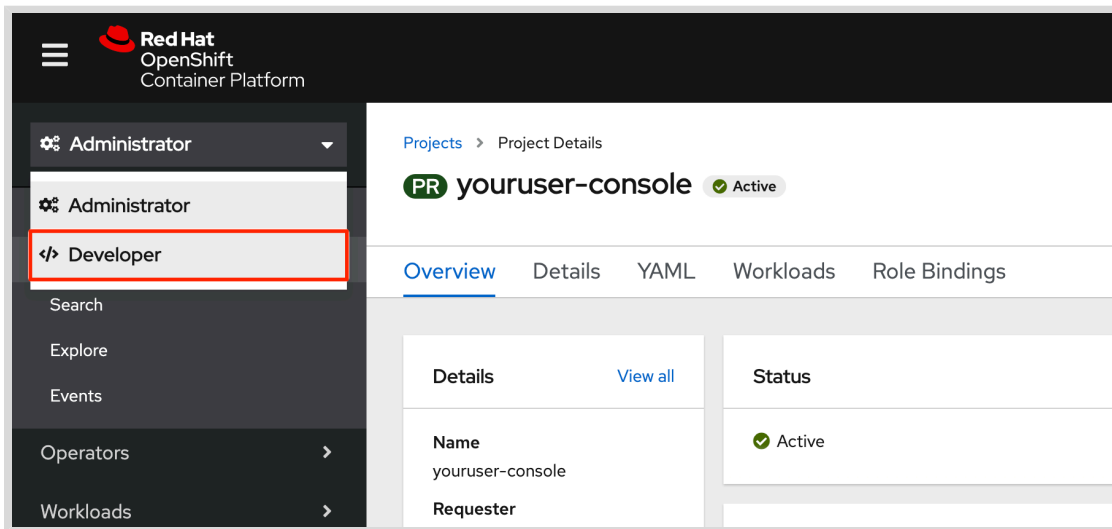 Red Hat
OpenShift
Container Platform
Administrator
Administrator
Developer
Search
Explore
Events
Operators
Workloads
Projects > Project Details
PR youruser-console Active
Overview Details YAML Workloads Role Bindings
Details View all
Name
youruser-console
Requester
Status
Active